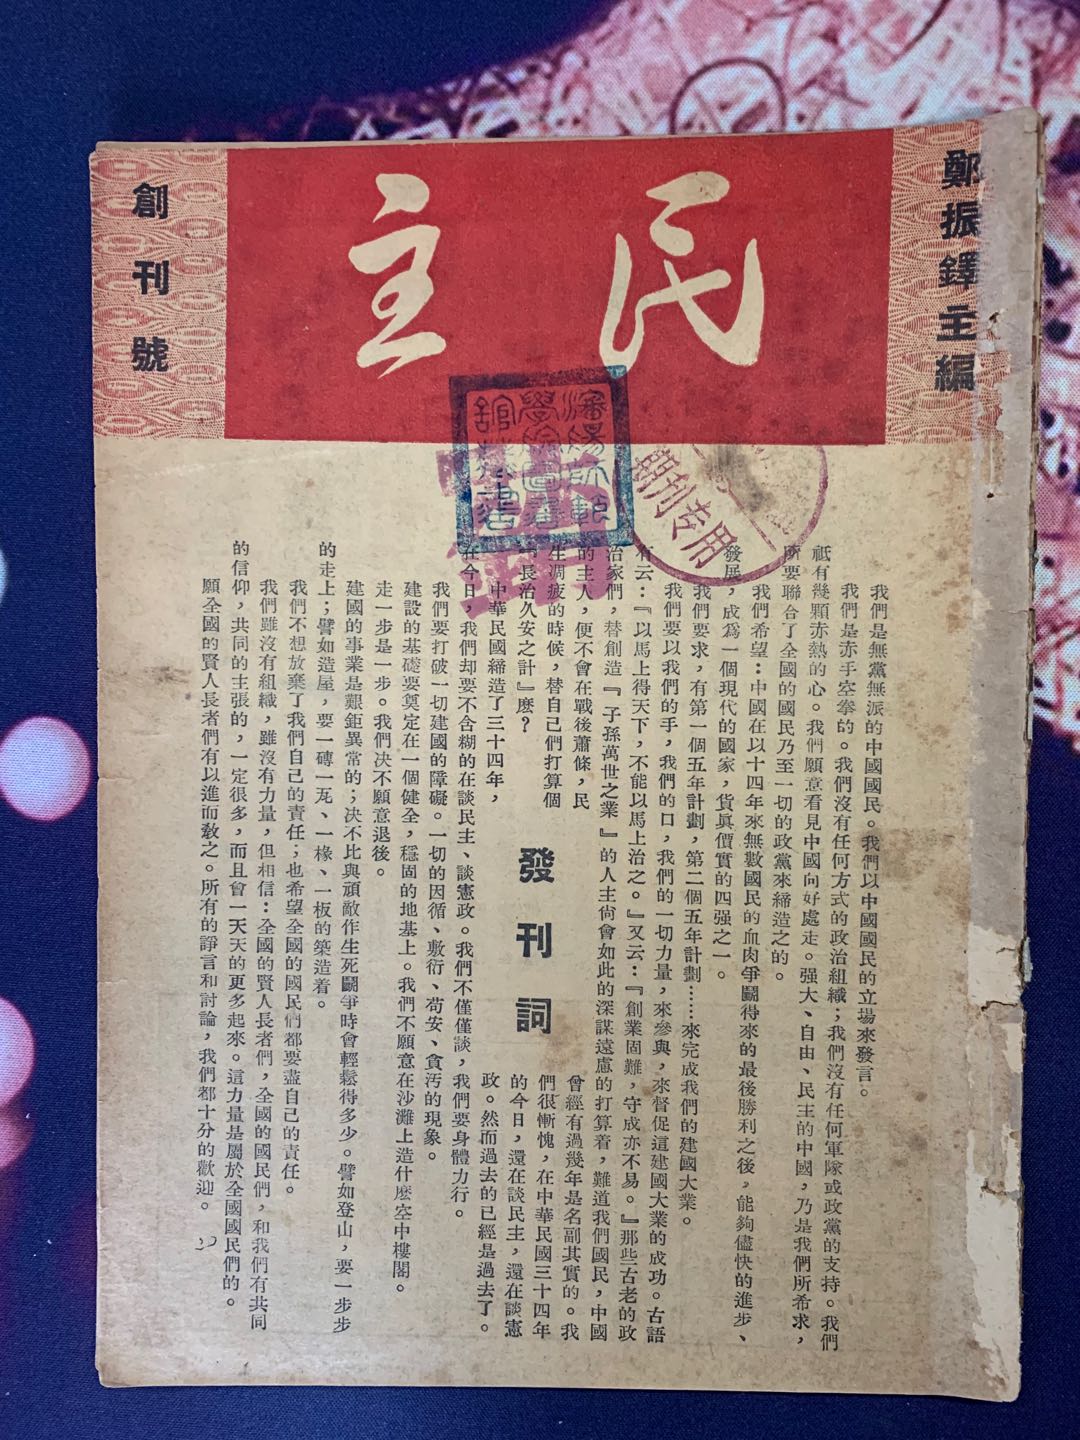 鄭振鐸主編
民主
創刊號
瀋陽師範
學院圖書
館藏書
期刊专用
發刊詞
我們是無黨無派的中國國民。我們以中國國民的立場來發言。
我們是赤手空拳的。我們沒有任何方式的政治組織；我們沒有任何軍隊或政黨的支持。我們
祇有幾顆赤熱的心。我們願意看見中國向好處走。强大、自由、民主的中國，乃是我們所希求，
所要聯合了全國的國民乃至一切的政黨來締造之的。
我們希望：中國在以十四年來無數國民的血肉爭鬪得來的最後勝利之後，能夠儘快的進步、
發展，成爲一個現代的國家，貨眞價實的四强之一。
我們要求，有第一個五年計劃，第二個五年計劃……來完成我們的建國大業。
我們要以我們的手，我們的口，我們的一切力量，來參與，來督促這建國大業的成功。古語
有云：『以馬上得天下，不能以馬上治之。』又云：『創業固難，守成亦不易。』那些古老的政
治家們，替創造『子孫萬世之業』的人主尙會如此的深謀遠慮的打算着，難道我們國民，中國
的主人，便不會在戰後蕭條，民
生凋疲的時候，替自己們打算個
『長治久安之計』麽？
中華民國締造了三十四年，
曾經有過幾年是名副其實的。我
們很慚愧，在中華民國三十四年
的今日，還在談民主，還在談憲
政。然而過去的已經是過去了。
在今日，我們却要不含糊的在談民主、談憲政。我們不僅僅談，我們要身體力行。
我們要打破一切建國的障礙。一切的因循、敷衍、苟安、貪汚的現象。
建設的基礎要奠定在一個健全，穩固的地基上。我們不願意在沙灘上造什麽空中樓閣。
走一步是一步。我們決不願意退後。
建國的事業是艱鉅異常的；決不比與頑敵作生死鬪爭時會輕鬆得多少。譬如登山，要一步步
的走上；譬如造屋，要一磚一瓦、一椽、一板的築造着。
我們不想放棄了我們自己的責任；也希望全國的國民們都要盡自己的責任。
我們雖沒有組織，雖沒有力量，但相信：全國的賢人長者們，全國的國民們，和我們有共同
的信仰，共同的主張的，一定很多，而且會一天天的更多起來。這力量是屬於全國國民們的。
願全國的賢人長者們有以進而敎之。所有的諍言和討論，我們都十分的歡迎。